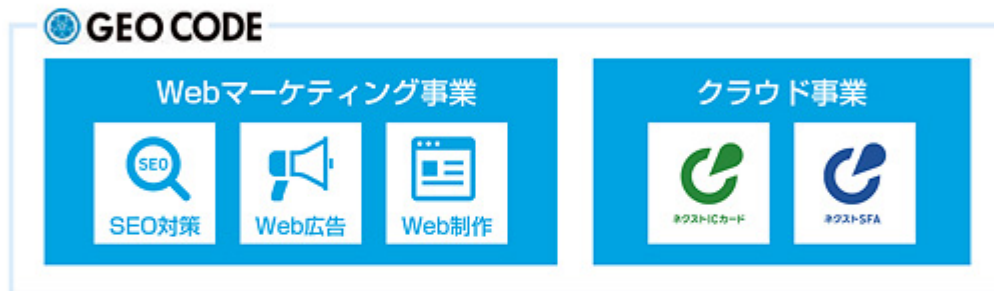 GEO CODE
Webマーケティング事業
SEO
SEO対策
Web広告
Web制作
クラウド事業
ネクストICカード
ネクストSFA